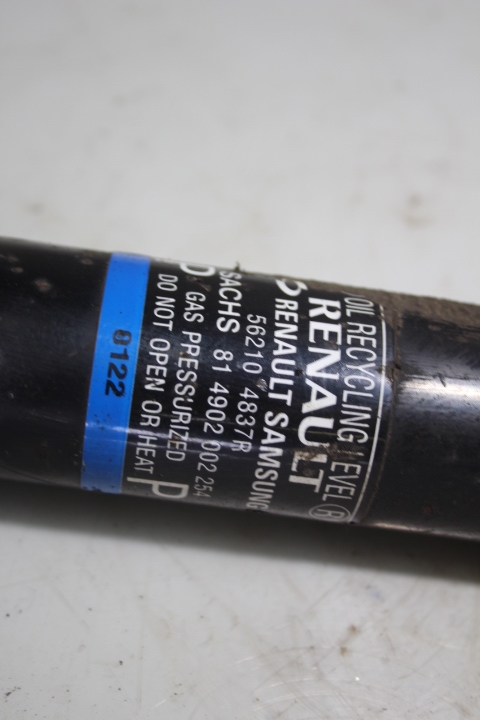 OIL RECYCLING LEVEL R
RENAULT
RENAULT SAMSUNG
56210 4837R
SACHS 81 4902 002 254
GAS PRESSURIZED
DO NOT OPEN OR HEAT
0122